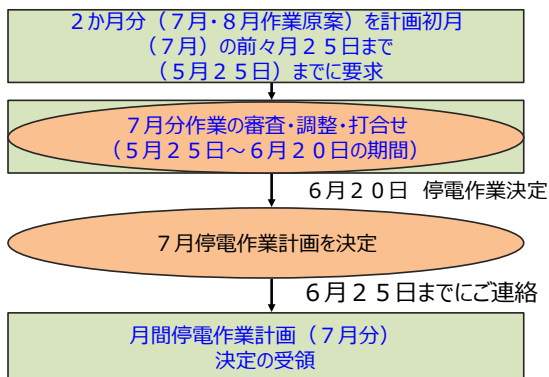 ２か月分（７月・８月作業原案）を計画初月
（７月）の前々月２５日まで
（５月２５日）までに要求
７月分作業の審査・調整・打合せ
（５月２５日～６月２０日の期間）
６月２０日 停電作業決定
７月停電作業計画を決定
６月２５日までにご連絡
月間停電作業計画（７月分）
決定の受領